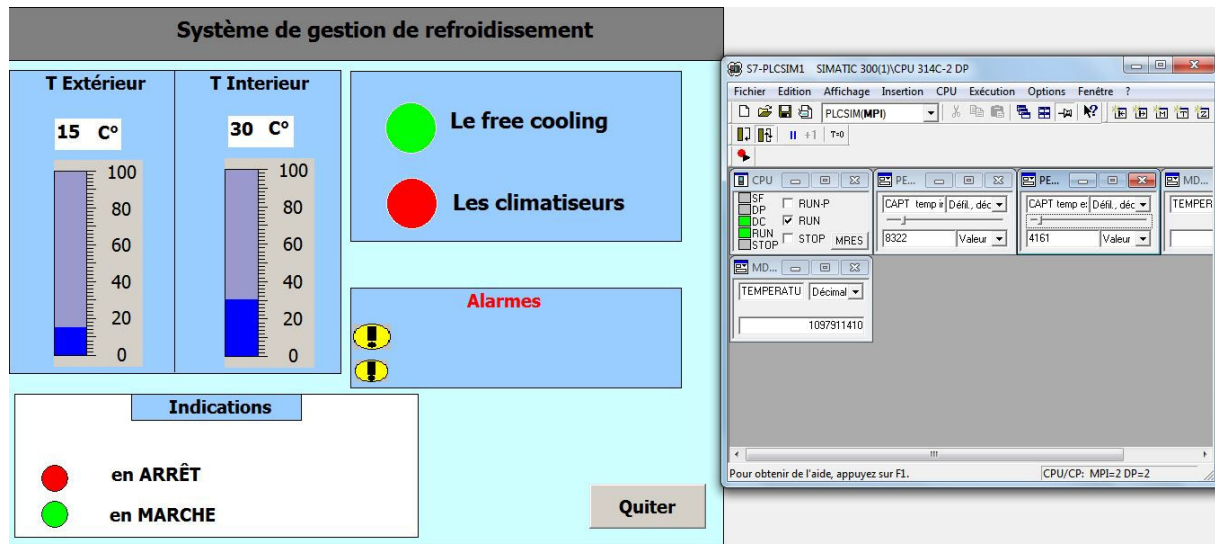 Système de gestion de refroidissement
T Extérieur
T Interieur
15 C°
30 C°
100
80
60
40
20
0
100
80
60
40
20
0
Le free cooling
Les climatiseurs
Alarmes
Indications
en ARRÊT
en MARCHE
Quiter
S7-PLCSIM1 SIMATIC 300(1)\CPU 314C-2 DP
Fichier Edition Affichage Insertion CPU Exécution Options Fenêtre ?
PLCSIM(MPI)
+1 T=0
CPU
SF
DP
DC
RUN
STOP
RUN-P
RUN
STOP MRES
PE...
CAPT temp Défil., déc
8322 Valeur
PE...
CAPT temp Défil., déc
4161 Valeur
MD...
TEMPER
MD...
TEMPERATU Décimal
1097911410
Pour obtenir de l'aide, appuyez sur F1.
CPU/CP: MPI=2 DP=2